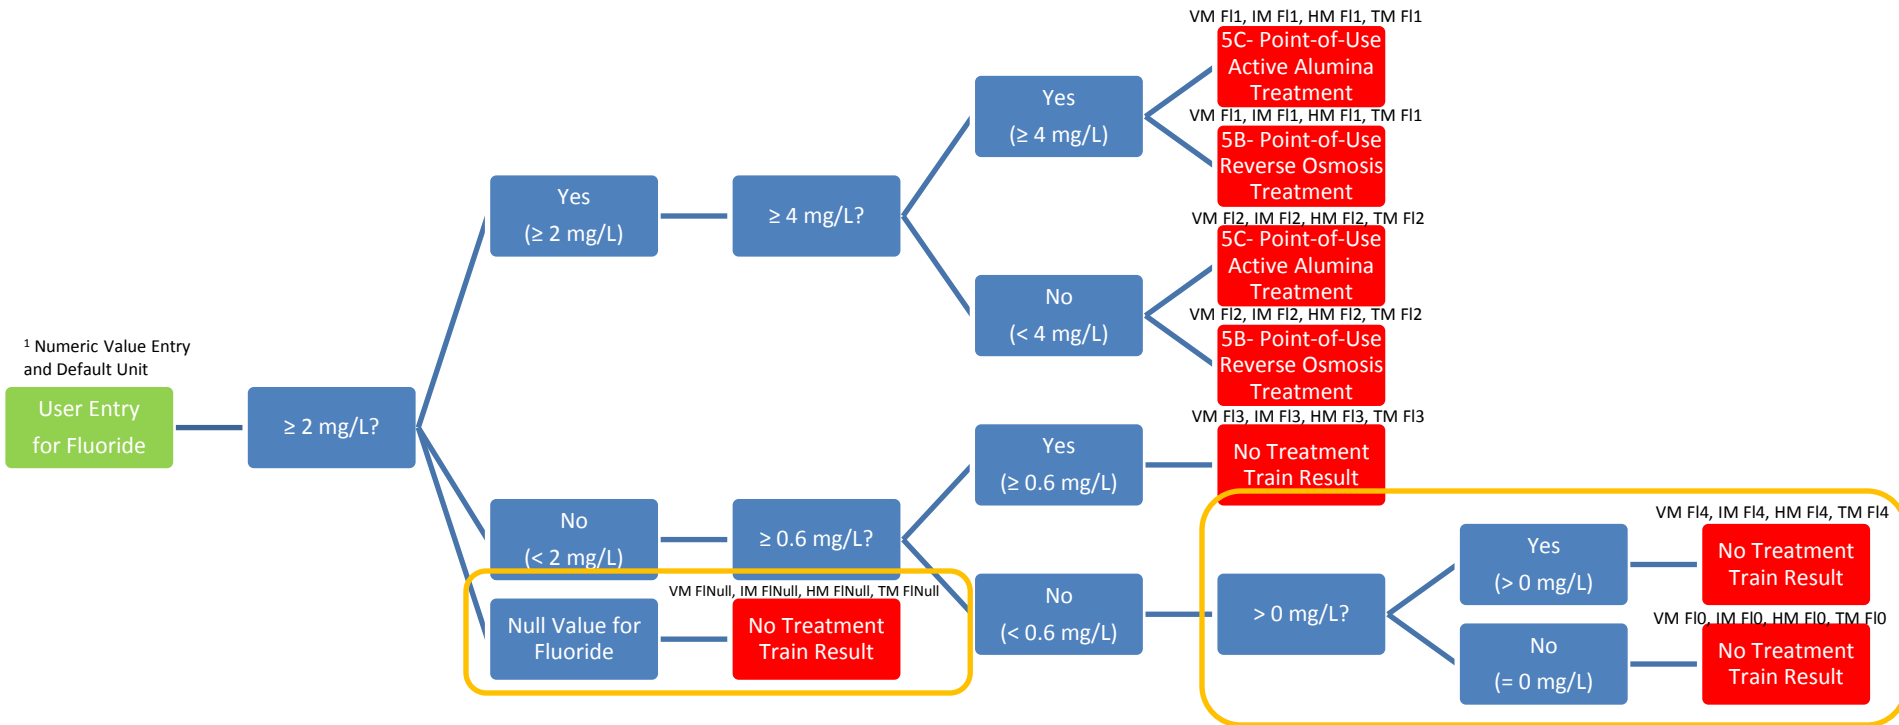 VM Fl1, IM Fl1, HM Fl1, TM Fl1
5C- Point-of-Use
Active Alumina
Treatment
Yes
(≥ 4 mg/L)
VM Fl1, IM Fl1, HM Fl1, TM Fl1
5B- Point-of-Use
Reverse Osmosis
Treatment
Yes
(≥ 2 mg/L)
≥ 4 mg/L?
VM Fl2, IM Fl2, HM Fl2, TM Fl2
5C- Point-of-Use
Active Alumina
Treatment
No
(< 4 mg/L)
VM Fl2, IM Fl2, HM Fl2, TM Fl2
5B- Point-of-Use
Reverse Osmosis
Treatment
¹ Numeric Value Entry
and Default Unit
User Entry
for Fluoride
≥ 2 mg/L?
VM Fl3, IM Fl3, HM Fl3, TM Fl3
Yes
(≥ 0.6 mg/L)
No Treatment
Train Result
No
(< 2 mg/L)
≥ 0.6 mg/L?
VM Fl4, IM Fl4, HM Fl4, TM Fl4
Yes
(> 0 mg/L)
No Treatment
Train Result
VM FlNull, IM FlNull, HM FlNull, TM FlNull
Null Value for
Fluoride
No Treatment
Train Result
No
(< 0.6 mg/L)
> 0 mg/L?
VM Fl0, IM Fl0, HM Fl0, TM Fl0
No
(= 0 mg/L)
No Treatment
Train Result